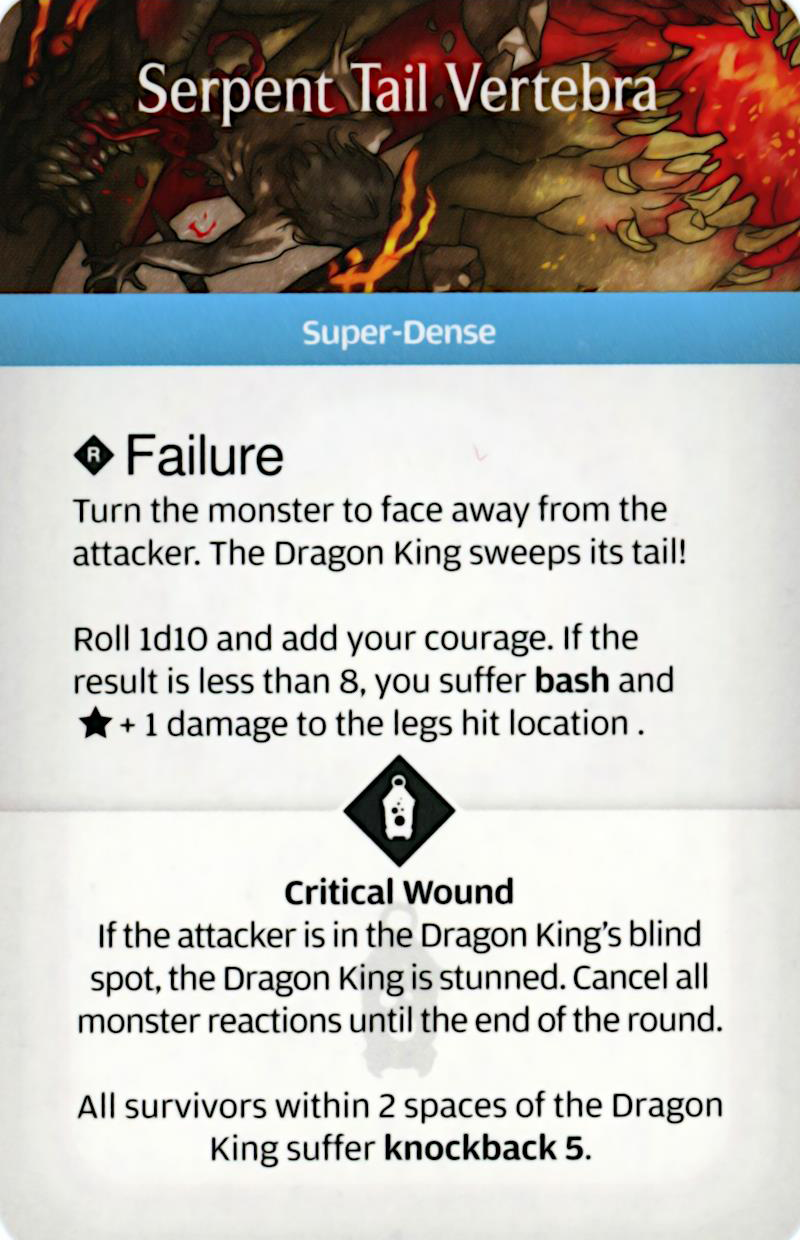 Serpent Tail Vertebra
Super-Dense
R Failure
Turn the monster to face away from the
attacker. The Dragon King sweeps its tail!
Roll 1d10 and add your courage. If the
result is less than 8, you suffer bash and
★ + 1 damage to the legs hit location .
Critical Wound
If the attacker is in the Dragon King's blind
spot, the Dragon King is stunned. Cancel all
monster reactions until the end of the round.
All survivors within 2 spaces of the Dragon
King suffer knockback 5.